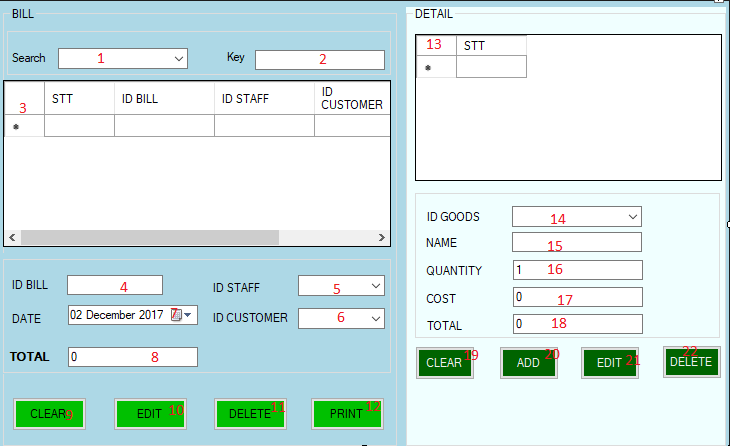 BILL
Search 1 Key 2
3 STT ID BILL ID STAFF ID CUSTOMER
*
ID BILL 4 ID STAFF 5
DATE 02 December 2017 7 ID CUSTOMER 6
TOTAL 0 8
CLEAR 9 EDIT 10 DELETE 11 PRINT 12
DETAIL
13 STT
*
ID GOODS 14
NAME 15
QUANTITY 1 16
COST 0 17
TOTAL 0 18
CLEAR 19 ADD 20 EDIT 21 DELETE 22